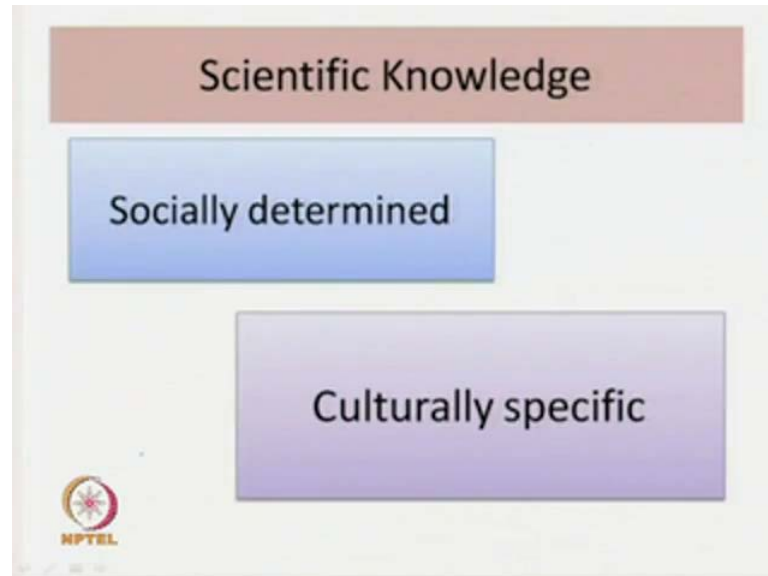 Scientific Knowledge
Socially determined
Culturally specific
NPTEL